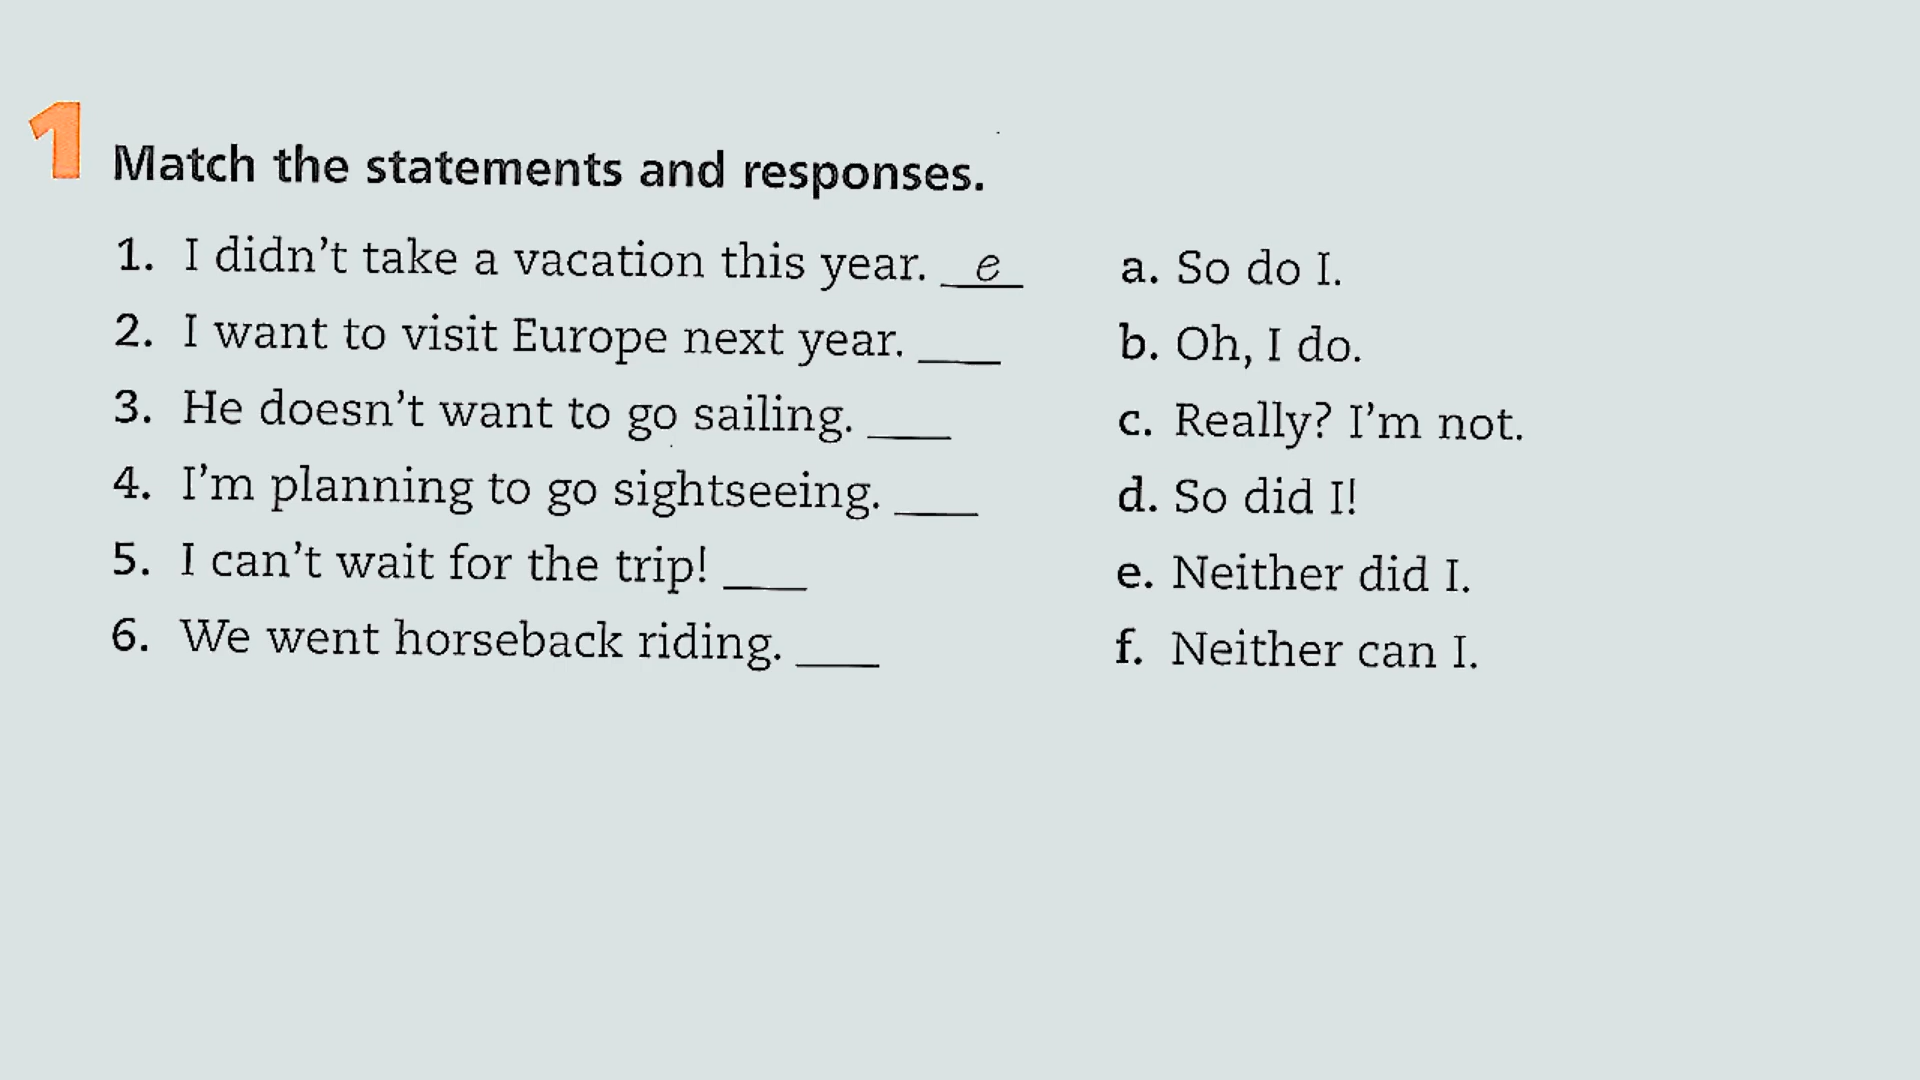 1 Match the statements and responses.
1. I didn't take a vacation this year. e
2. I want to visit Europe next year. ___
3. He doesn't want to go sailing. ___
4. I'm planning to go sightseeing. ___
5. I can't wait for the trip! ___
6. We went horseback riding. ___
a. So do I.
b. Oh, I do.
c. Really? I'm not.
d. So did I!
e. Neither did I.
f. Neither can I.